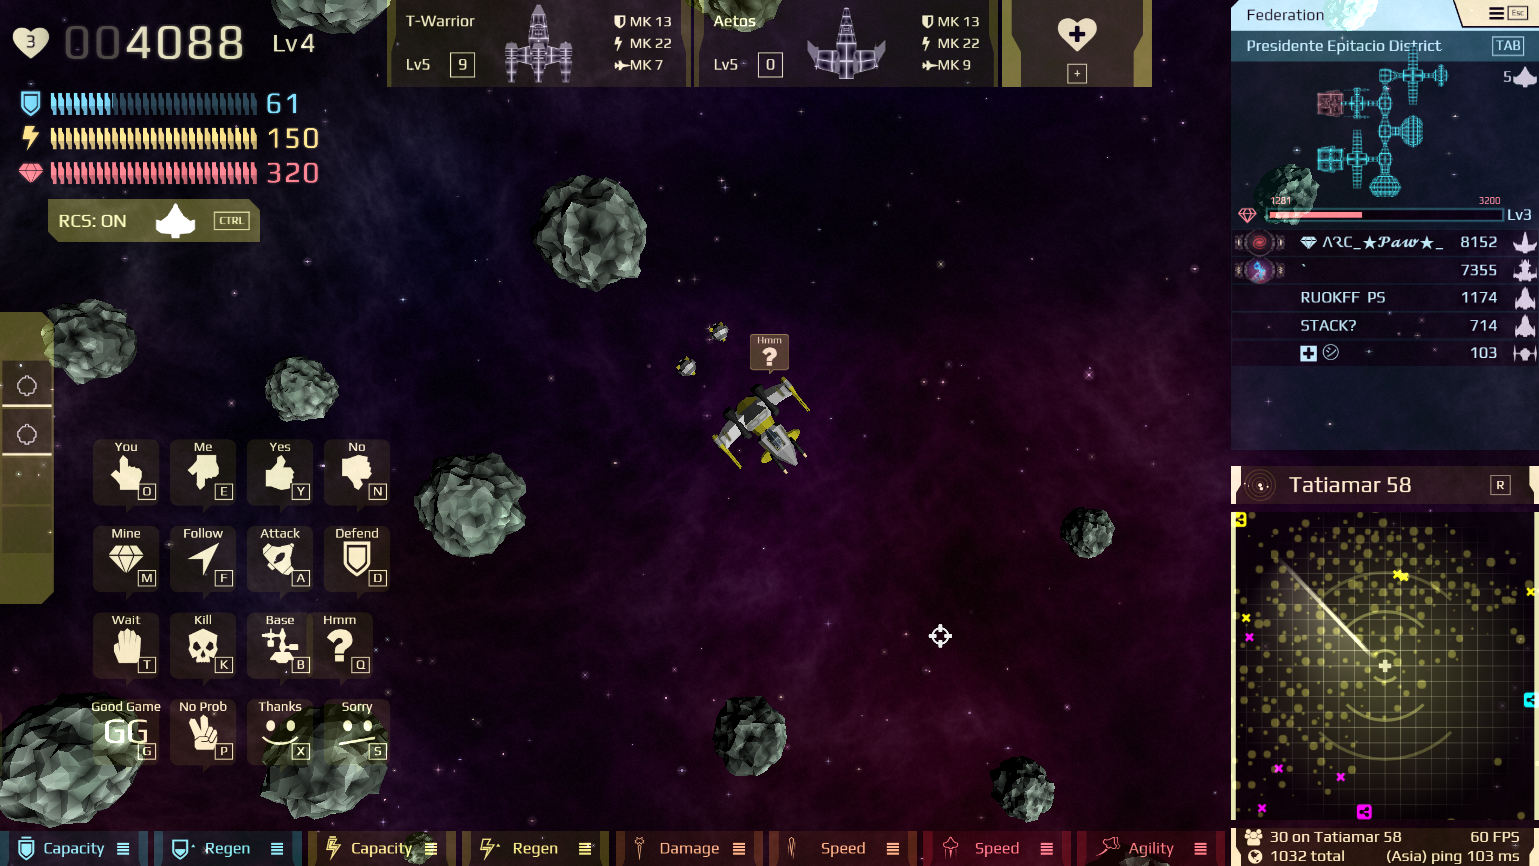 3 004088 Lv4
61
150
320
RCS: ON CTRL
T-Warrior
Lv5 9
MK 13
MK 22
MK 7
Aetos
Lv5 0
MK 13
MK 22
MK 9
+
Federation Esc
Presidente Epitacio District TAB
5
1281 3200
Lv3
ΛЯC_★𝓟𝓪𝔀★_ 8152
` 7355
RUOKFF PS 1174
STACK? 714
103
Hmm
?
You O
Me E
Yes Y
No N
Mine M
Follow F
Attack A
Defend D
Wait T
Kill K
Base B
Hmm ? Q
Good Game GG G
No Prob P
Thanks X
Sorry S
Tatiamar 58 R
30 on Tatiamar 58 60 FPS
1032 total (Asia) ping 103 ms
Capacity
Regen
Capacity
Regen
Damage
Speed
Speed
Agility